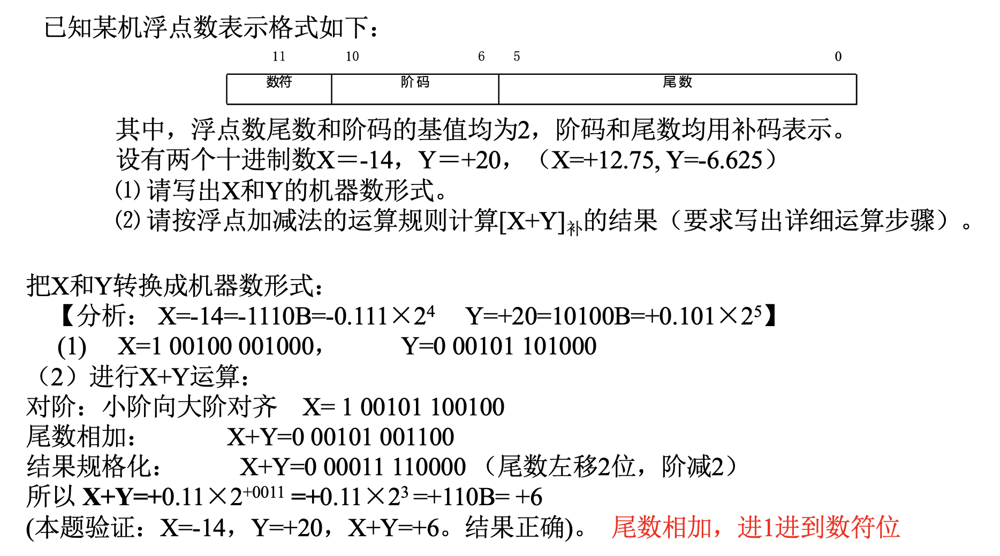 已知某机浮点数表示格式如下：
11 10 6 5 0
数符 阶码 尾数
其中，浮点数尾数和阶码的基值均为2，阶码和尾数均用补码表示。
设有两个十进制数X＝-14，Y＝+20，（X=+12.75, Y=-6.625）
⑴ 请写出X和Y的机器数形式。
⑵ 请按浮点加减法的运算规则计算[X+Y]补的结果（要求写出详细运算步骤）。
把X和Y转换成机器数形式：
【分析： X=-14=-1110B=-0.111×2⁴ Y=+20=10100B=+0.101×2⁵】
(1) X=1 00100 001000， Y=0 00101 101000
（2）进行X+Y运算：
对阶：小阶向大阶对齐 X= 1 00101 100100
尾数相加： X+Y=0 00101 001100
结果规格化： X+Y=0 00011 110000 （尾数左移2位，阶减2）
所以 X+Y=+0.11×2⁺⁰⁰¹¹ =+0.11×2³ =+110B= +6
(本题验证：X=-14，Y=+20，X+Y=+6。结果正确)。 尾数相加，进1进到数符位